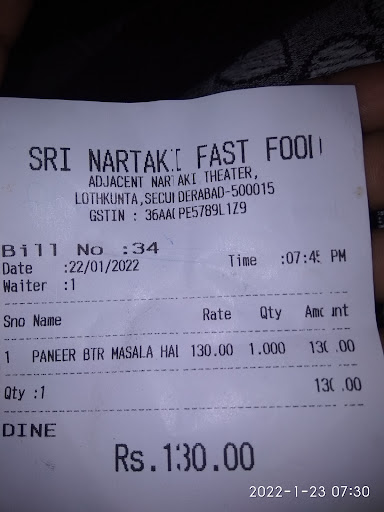 SRI NARTAKI FAST FOOD
ADJACENT NARTAKI THEATER,
LOTHKUNTA,SECUNDERABAD-500015
GSTIN : 36AAOPE5789L1Z9
Bill No :34
Date :22/01/2022 Time :07:45 PM
Waiter :1
Sno Name Rate Qty Amount
1 PANEER BTR MASALA HAL 130.00 1.000 130.00
Qty :1 130.00
DINE
Rs.130.00
2022-1-23 07:30